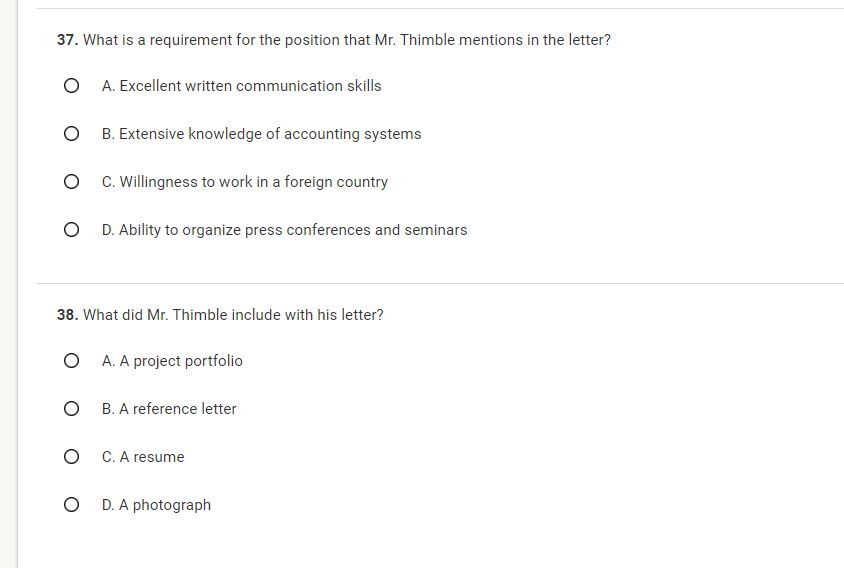 37. What is a requirement for the position that Mr. Thimble mentions in the letter?
A. Excellent written communication skills
B. Extensive knowledge of accounting systems
C. Willingness to work in a foreign country
D. Ability to organize press conferences and seminars
38. What did Mr. Thimble include with his letter?
A. A project portfolio
B. A reference letter
C. A resume
D. A photograph